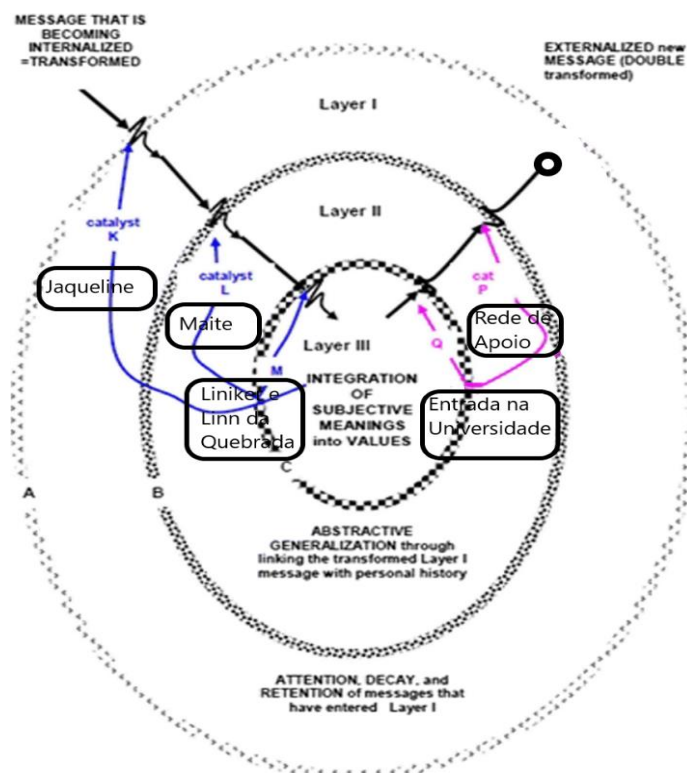 MESSAGE THAT IS
BECOMING
INTERNALIZED
=TRANSFORMED
EXTERNALIZED new
MESSAGE (DOUBLE
transformed)
Layer I
Layer II
catalyst
K
catalyst
L
cat
P
Jaqueline
Maite
Rede de
Apoio
Layer III
M
Q
INTEGRATION
OF
SUBJECTIVE
MEANINGS
into VALUES
Liniker e
Linn da
Quebrada
Entrada na
Universidade
C
A
B
ABSTRACTIVE
GENERALIZATION through
linking the transformed Layer I
message with personal history
ATTENTION, DECAY, and
RETENTION of messages that
have entered Layer I